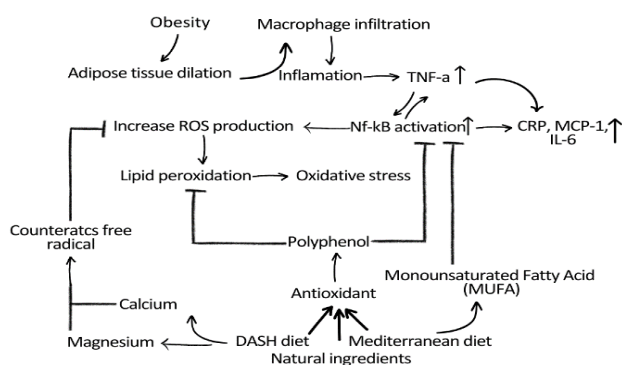 Obesity
Macrophage infiltration
Adipose tissue dilation
Inflamation
TNF-a
Increase ROS production
Nf-kB activation
CRP, MCP-1,
IL-6
Lipid peroxidation
Oxidative stress
Counteratcs free
radical
Polyphenol
Monounsaturated Fatty Acid
(MUFA)
Antioxidant
Calcium
Magnesium
DASH diet
Mediterranean diet
Natural ingredients